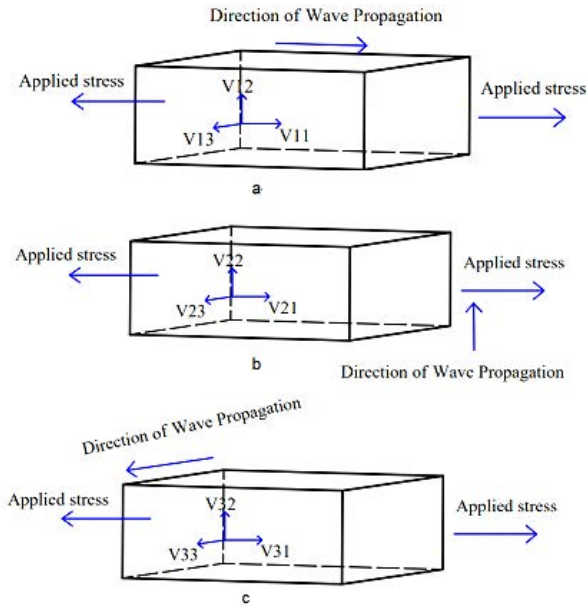 Direction of Wave Propagation
Applied stress
Applied stress
V12
V13
V11
a
Applied stress
Applied stress
V22
V23
V21
b
Direction of Wave Propagation
Direction of Wave Propagation
Applied stress
Applied stress
V32
V33
V31
c